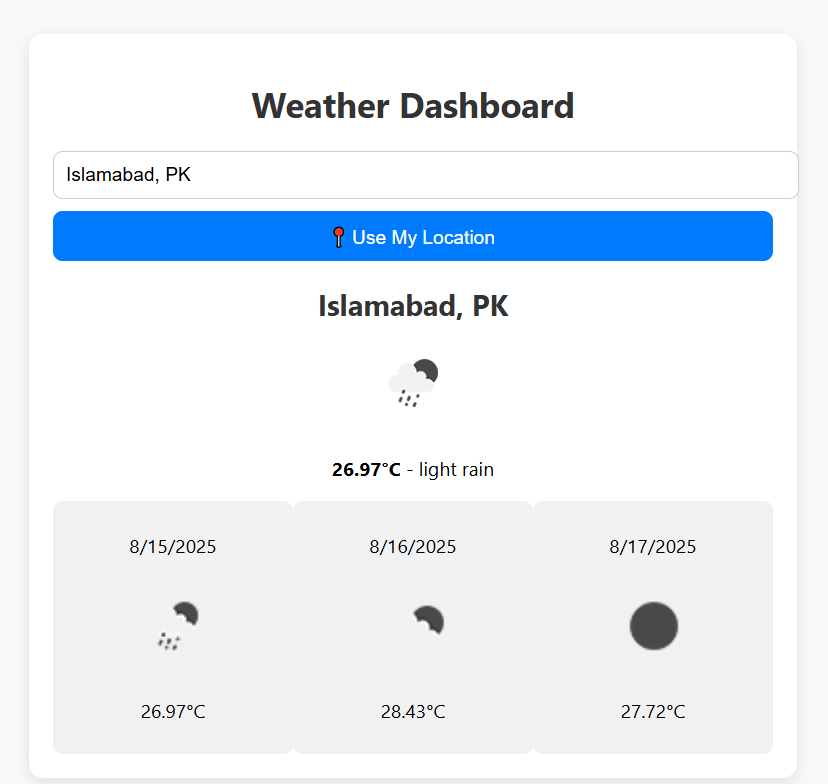 Weather Dashboard
Islamabad, PK
📍 Use My Location
Islamabad, PK
26.97°C - light rain
8/15/2025 8/16/2025 8/17/2025
26.97°C 28.43°C 27.72°C